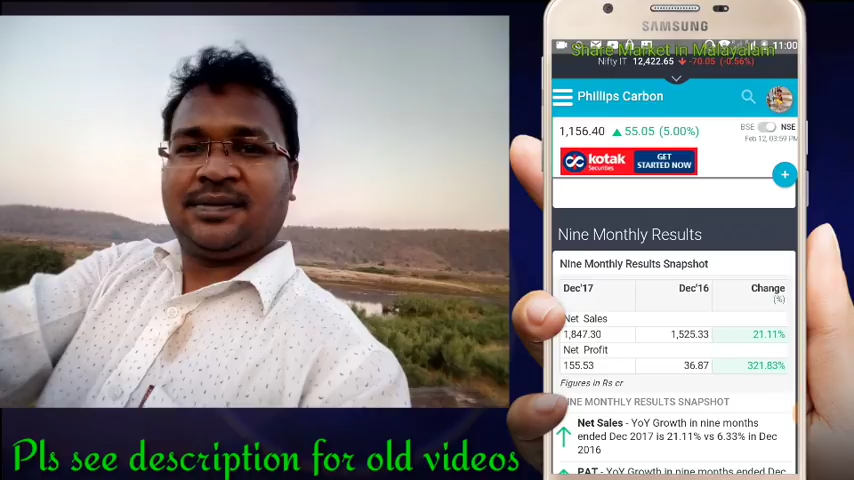 SAMSUNG
11:00
Share Market in Malayalam
Nifty IT 12,422.65 -70.05 (-0.56%)
Phillips Carbon
1,156.40 ▲ 55.05 (5.00%)
BSE NSE
Feb 12, 03:59 PM
kotak Securities
GET STARTED NOW
+
Nine Monthly Results
Nine Monthly Results Snapshot
Dec'17 Dec'16 Change (%)
Net Sales
1,847.30 1,525.33 21.11%
Net Profit
155.53 36.87 321.83%
Figures in Rs cr
NINE MONTHLY RESULTS SNAPSHOT
Net Sales - YoY Growth in nine months
ended Dec 2017 is 21.11% vs 6.33% in Dec
2016
PAT - YoY Growth in nine months ended Dec
Pls see description for old videos